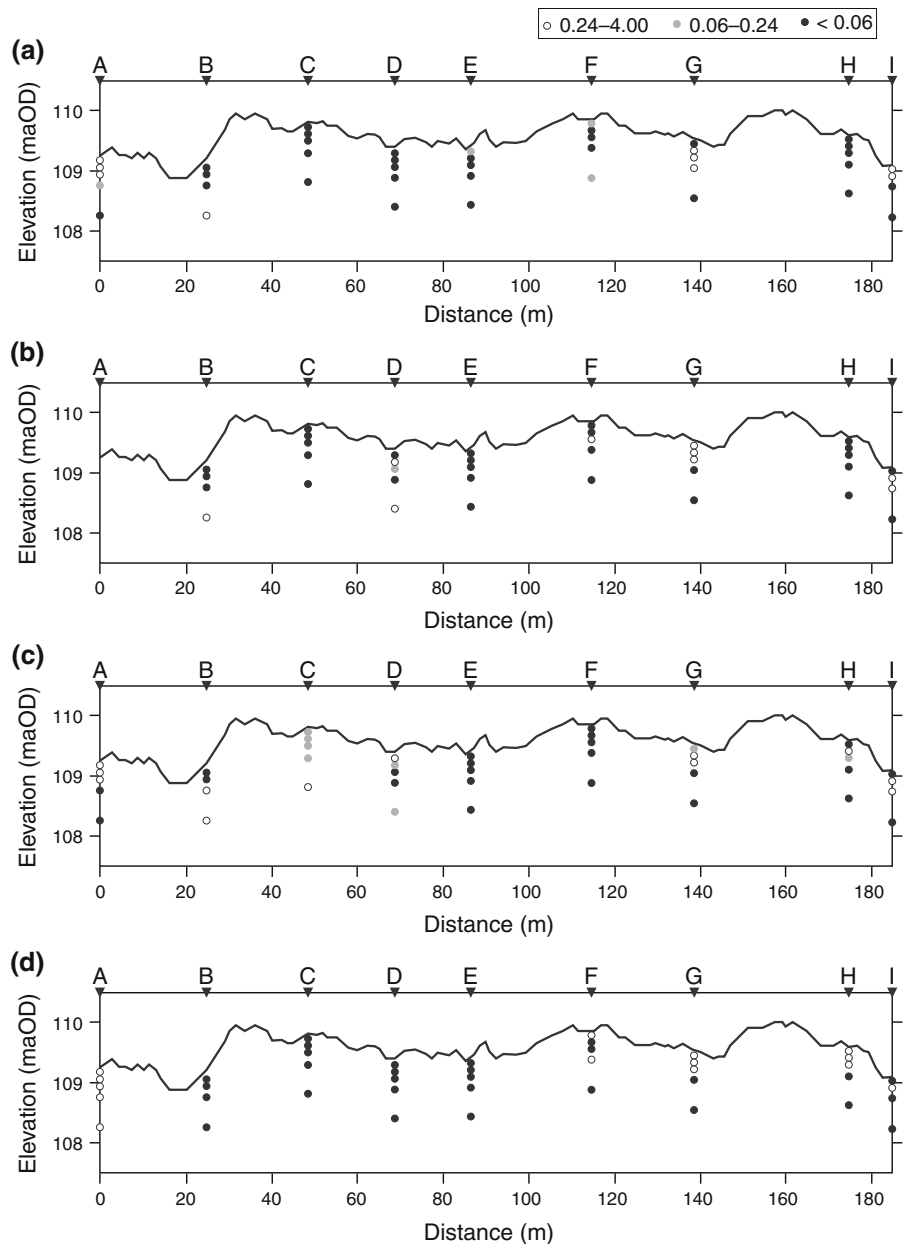 0.24–4.00 0.06–0.24 < 0.06
(a)
A B C D E F G H I
110
109
108
Elevation (maOD)
0 20 40 60 80 100 120 140 160 180
Distance (m)
(b)
A B C D E F G H I
110
109
108
Elevation (maOD)
0 20 40 60 80 100 120 140 160 180
Distance (m)
(c)
A B C D E F G H I
110
109
108
Elevation (maOD)
0 20 40 60 80 100 120 140 160 180
Distance (m)
(d)
A B C D E F G H I
110
109
108
Elevation (maOD)
0 20 40 60 80 100 120 140 160 180
Distance (m)